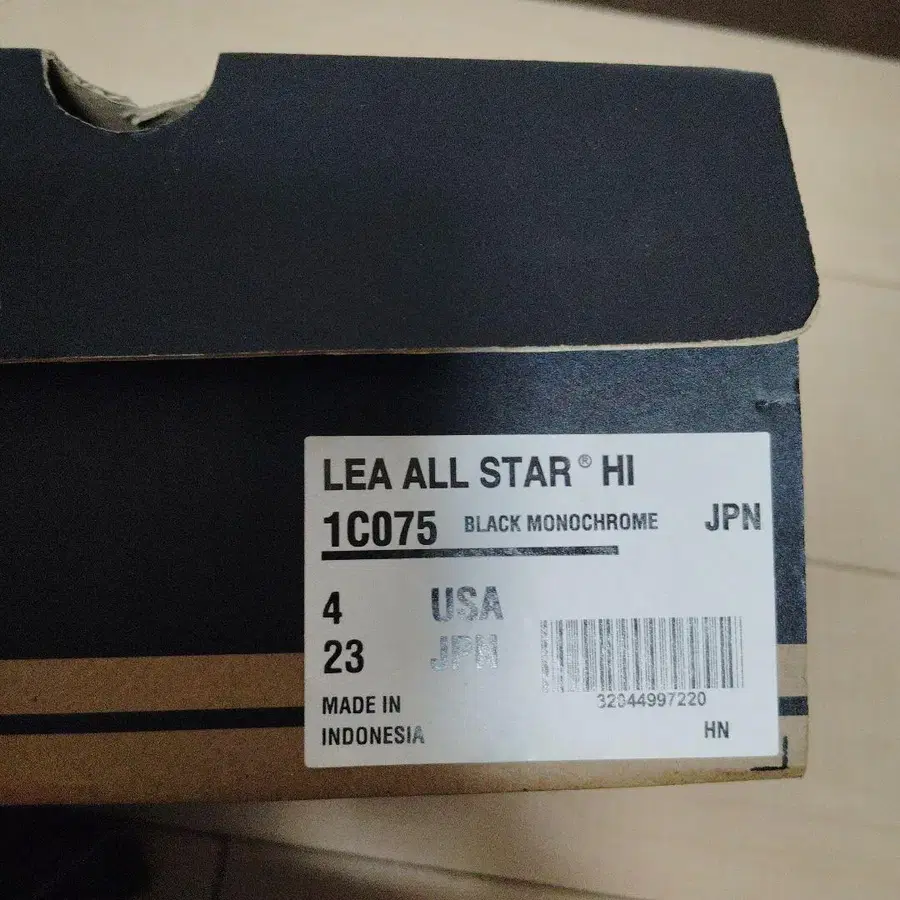 LEA ALL STAR® HI
1C075 BLACK MONOCHROME JPN
4 USA
23 JPN
32044997220
MADE IN
INDONESIA
HN